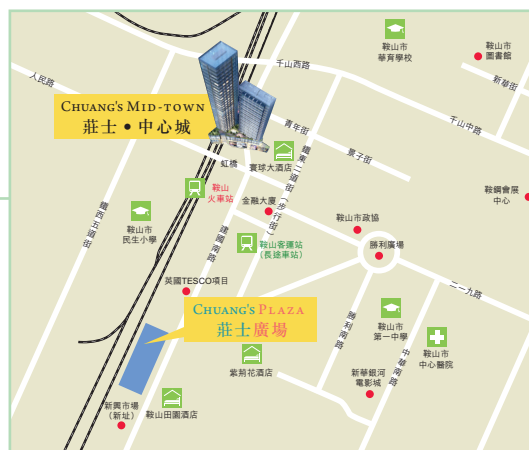 鞍山市
華育學校
鞍山市
圖書館
千山西路
新華街
人民路
CHUANG'S MID-TOWN
莊士•中心城
青年街
千山中路
景子街
虹橋
寰球大酒店
鐵東二道街（步行街）
鞍山
火車站
金融大廈
鞍鋼會展
中心
鐵西五道街
鞍山市
民生小學
建國南路
鞍山市政協
鞍山客運站
（長途車站）
勝利廣場
英國TESCO項目
二一九路
CHUANG'S PLAZA
莊士廣場
勝利南路
鞍山市
第一中學
中華南路
鞍山市
中心醫院
紫荊花酒店
新華銀河
電影城
新興市場
（新址）
鞍山田園酒店